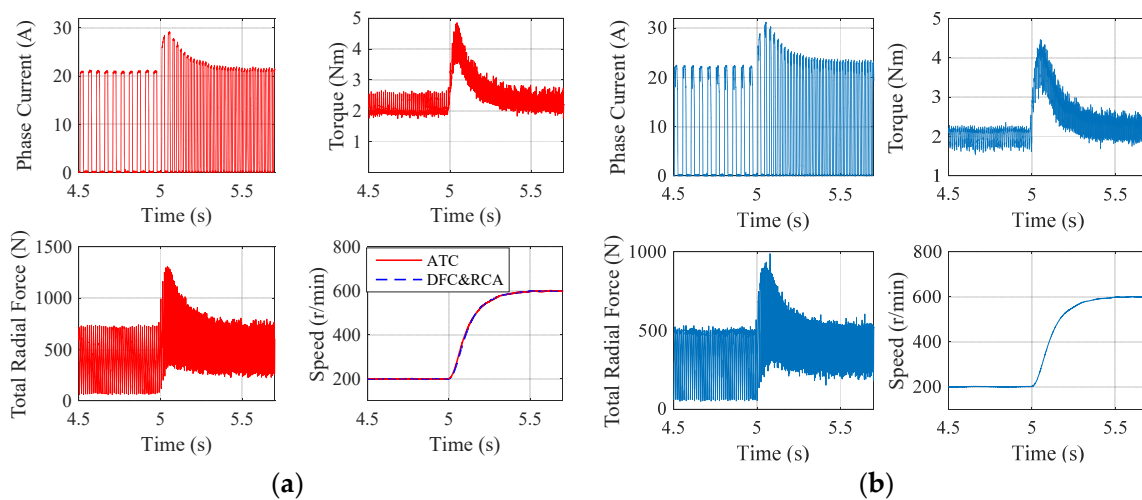 Phase Current (A)
30
20
10
0
4.5 5 5.5
Time (s)
Torque (Nm)
5
4
3
2
1
4.5 5 5.5
Time (s)
Total Radial Force (N)
1500
1000
500
0
4.5 5 5.5
Time (s)
Speed (r/min)
800
600
400
200
ATC
DFC&RCA
4.5 5 5.5
Time (s)
(a)
Phase Current (A)
30
20
10
0
4.5 5 5.5
Time (s)
Torque (Nm)
5
4
3
2
1
4.5 5 5.5
Time (s)
Total Radial Force (N)
1000
500
0
4.5 5 5.5
Time (s)
Speed (r/min)
800
600
400
200
4.5 5 5.5
Time (s)
(b)